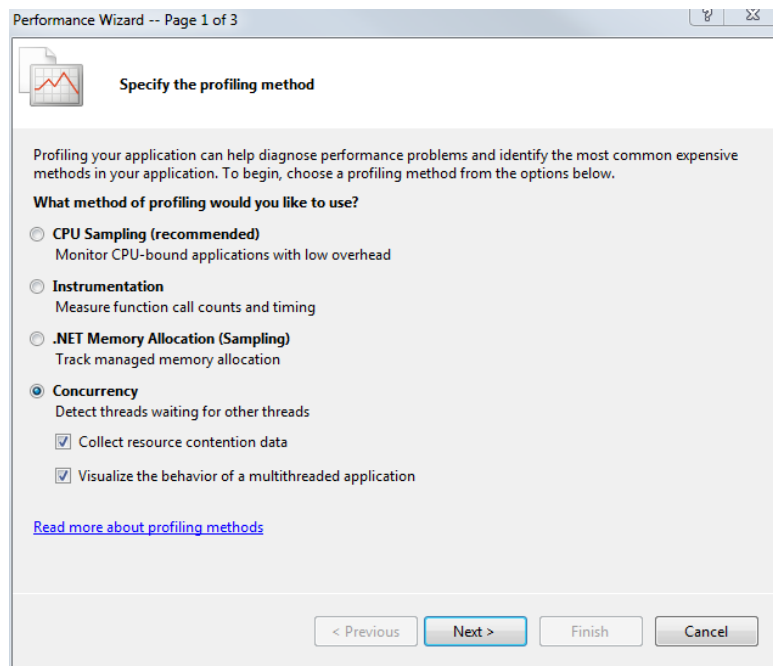 Performance Wizard -- Page 1 of 3
?
Specify the profiling method
Profiling your application can help diagnose performance problems and identify the most common expensive
methods in your application. To begin, choose a profiling method from the options below.
What method of profiling would you like to use?
CPU Sampling (recommended)
Monitor CPU-bound applications with low overhead
Instrumentation
Measure function call counts and timing
.NET Memory Allocation (Sampling)
Track managed memory allocation
Concurrency
Detect threads waiting for other threads
Collect resource contention data
Visualize the behavior of a multithreaded application
Read more about profiling methods
< Previous
Next >
Finish
Cancel